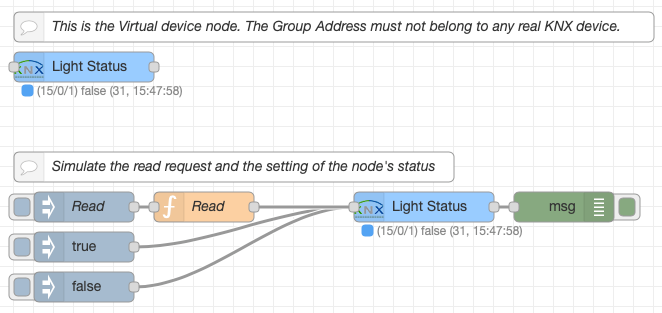 This is the Virtual device node. The Group Address must not belong to any real KNX device.
KNX Light Status
(15/0/1) false (31, 15:47:58)
Simulate the read request and the setting of the node's status
Read
Read
KNX Light Status
msg
(15/0/1) false (31, 15:47:58)
true
false